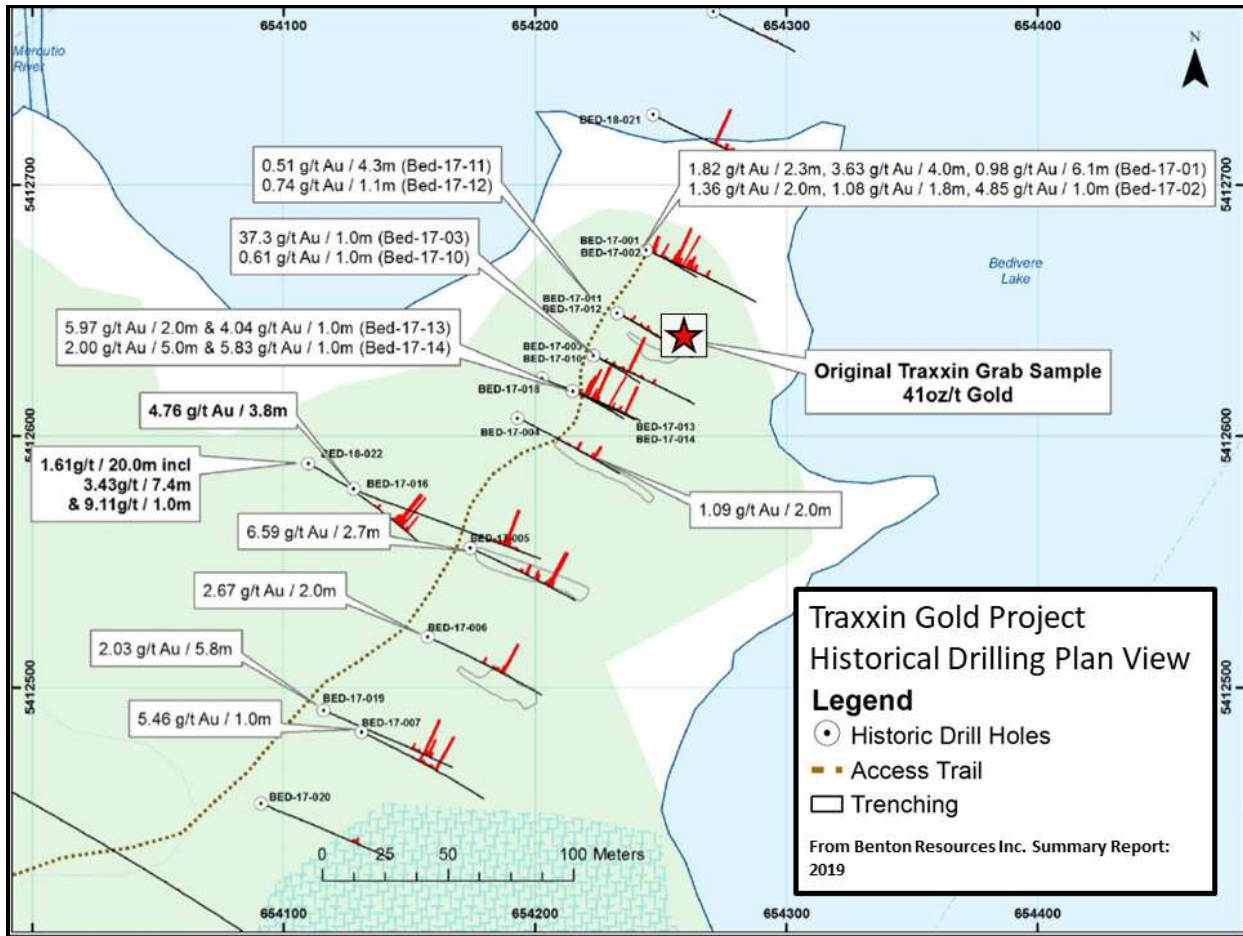 654100
654200
654300
654400
Mercutio
River
N
BED-18-021
5412700
5412700
0.51 g/t Au / 4.3m (Bed-17-11)
0.74 g/t Au / 1.1m (Bed-17-12)
1.82 g/t Au / 2.3m, 3.63 g/t Au / 4.0m, 0.98 g/t Au / 6.1m (Bed-17-01)
1.36 g/t Au / 2.0m, 1.08 g/t Au / 1.8m, 4.85 g/t Au / 1.0m (Bed-17-02)
37.3 g/t Au / 1.0m (Bed-17-03)
0.61 g/t Au / 1.0m (Bed-17-10)
BED-17-001
BED-17-002
Bedivere
Lake
BED-17-011
BED-17-012
5.97 g/t Au / 2.0m & 4.04 g/t Au / 1.0m (Bed-17-13)
2.00 g/t Au / 5.0m & 5.83 g/t Au / 1.0m (Bed-17-14)
BED-17-003
BED-17-010
Original Traxxin Grab Sample
41oz/t Gold
BED-17-018
4.76 g/t Au / 3.8m
BED-17-004
BED-17-013
BED-17-014
5412600
5412600
1.61g/t / 20.0m incl
3.43g/t / 7.4m
& 9.11g/t / 1.0m
BED-18-022
BED-17-016
1.09 g/t Au / 2.0m
6.59 g/t Au / 2.7m
BED-17-005
2.67 g/t Au / 2.0m
BED-17-006
2.03 g/t Au / 5.8m
5412500
5412500
BED-17-019
5.46 g/t Au / 1.0m
BED-17-007
BED-17-020
0 25 50 100 Meters
Traxxin Gold Project
Historical Drilling Plan View
Legend
Historic Drill Holes
Access Trail
Trenching
From Benton Resources Inc. Summary Report:
2019
654100
654200
654300
654400